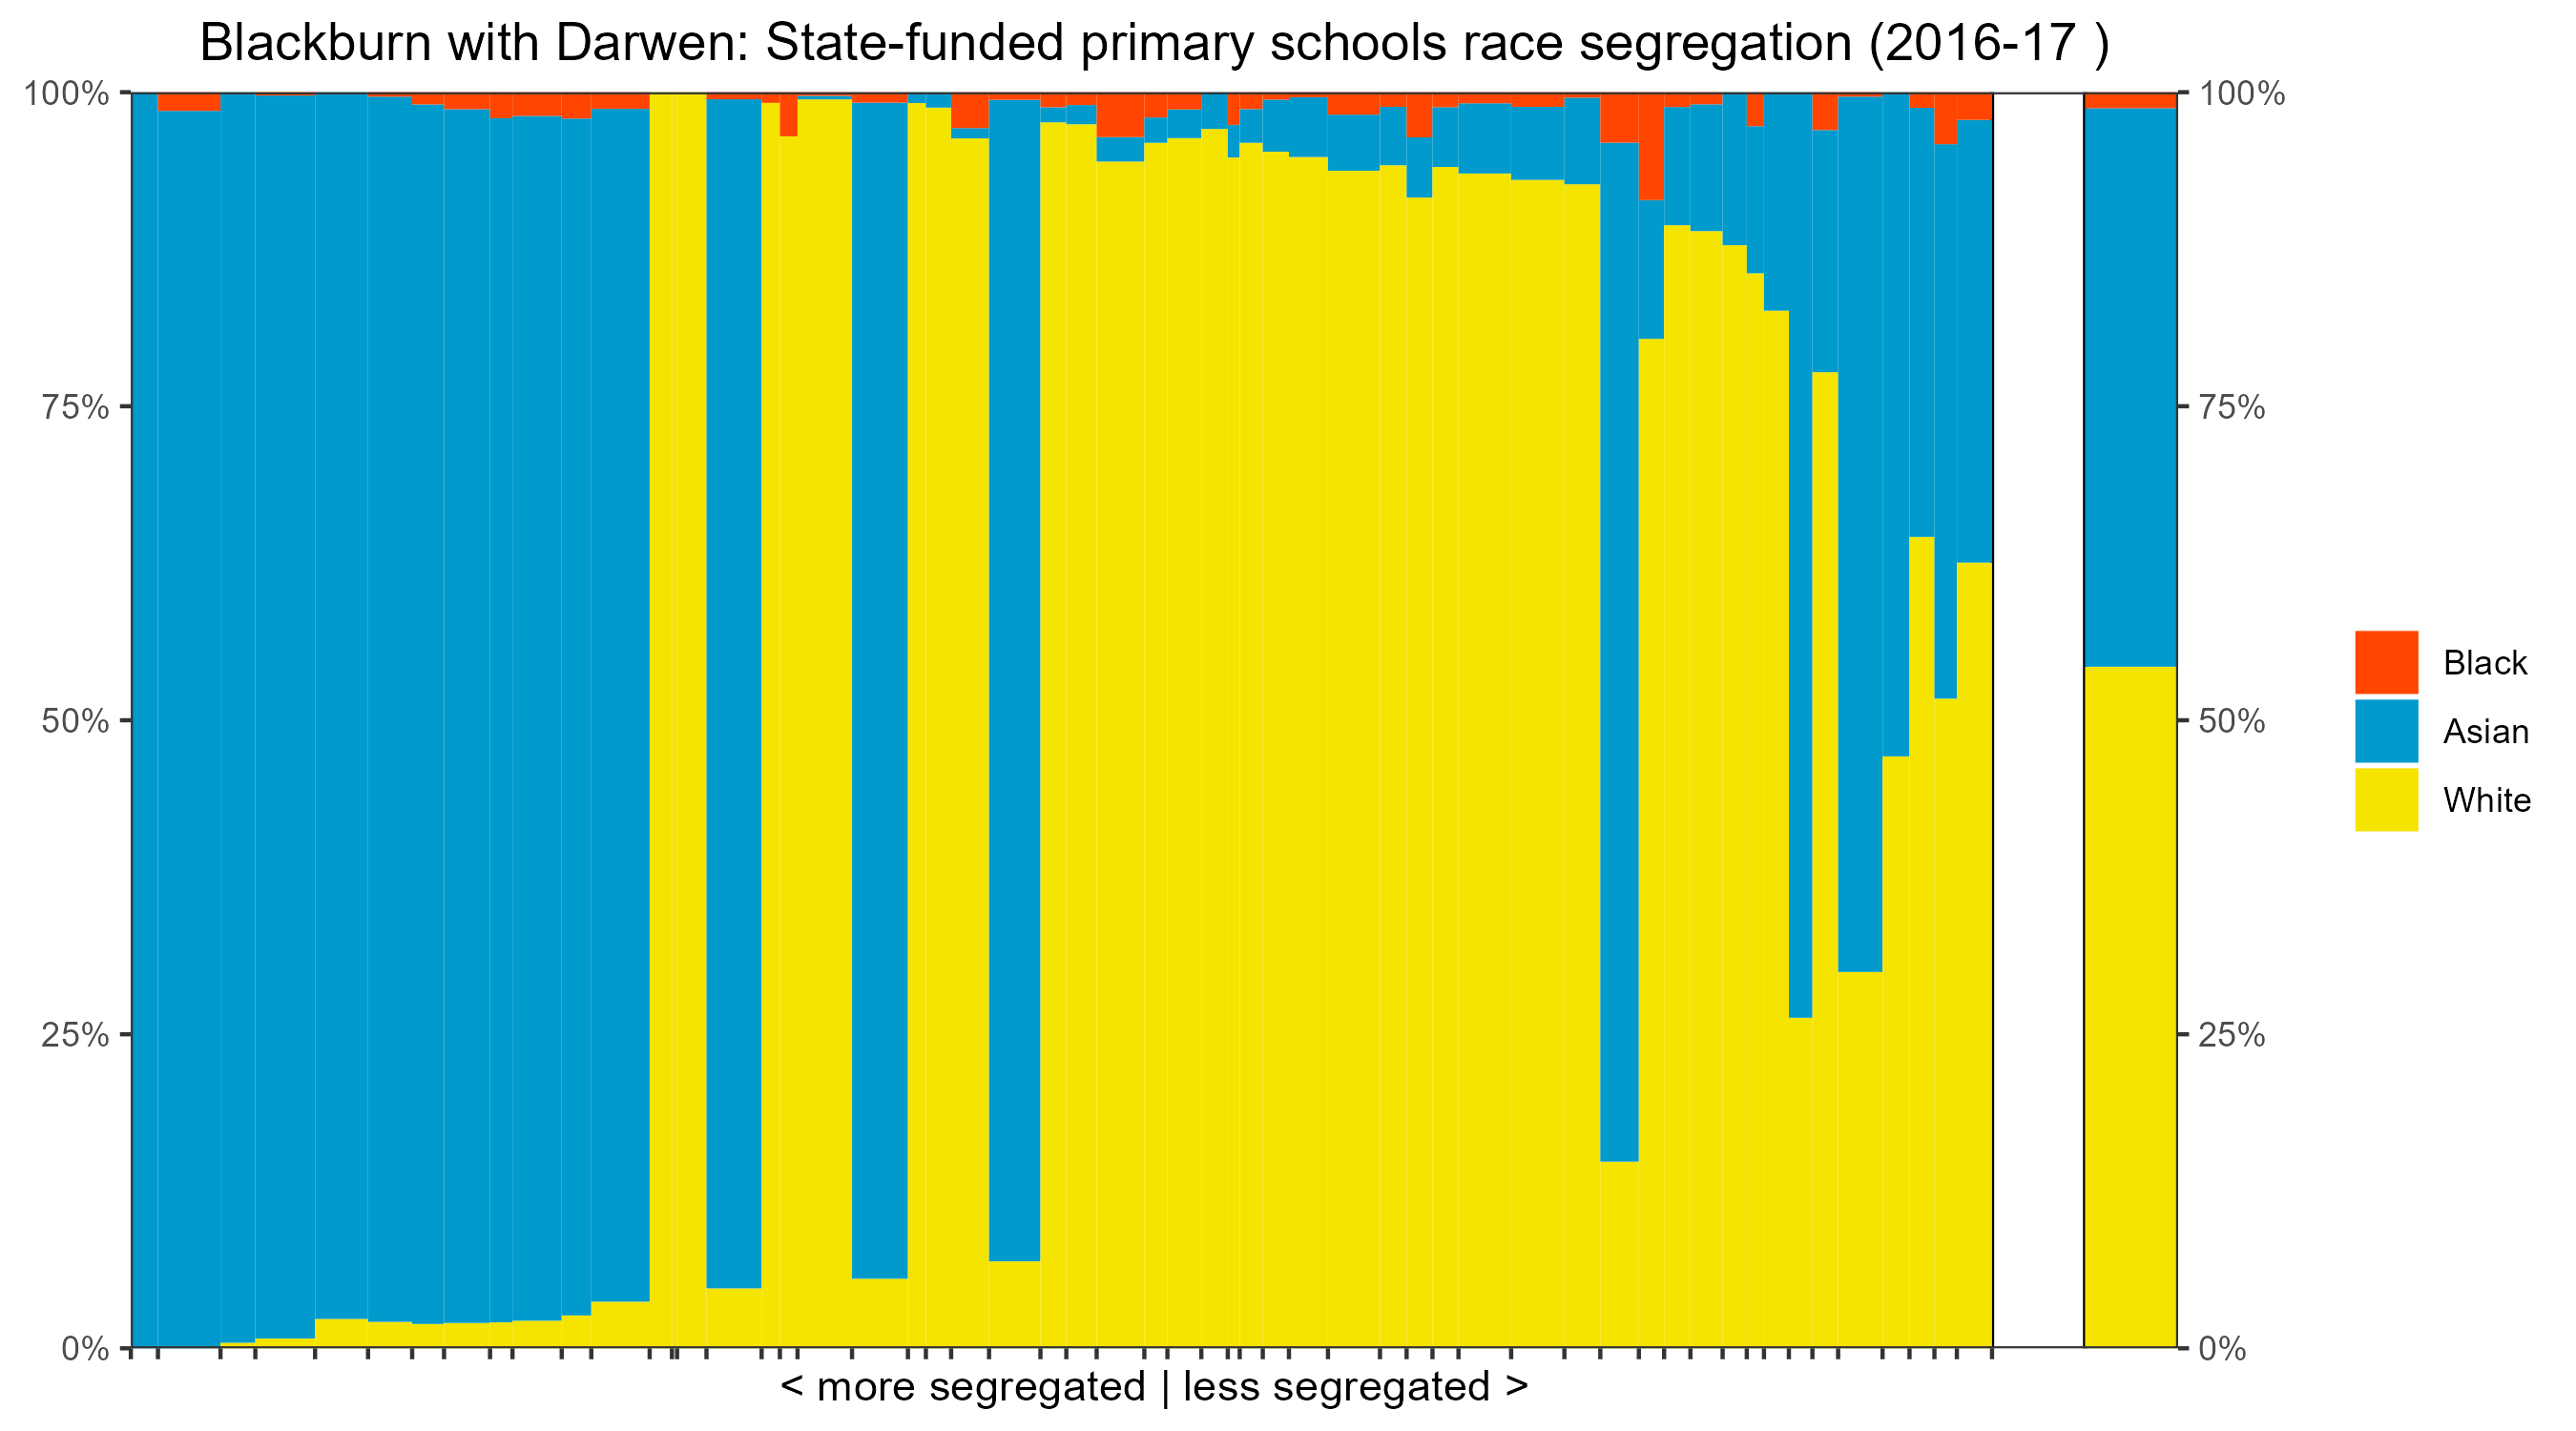 Blackburn with Darwen: State-funded primary schools race segregation (2016-17 )
100%
75%
50%
25%
0%
100%
75%
50%
25%
0%
Black
Asian
White
< more segregated | less segregated >